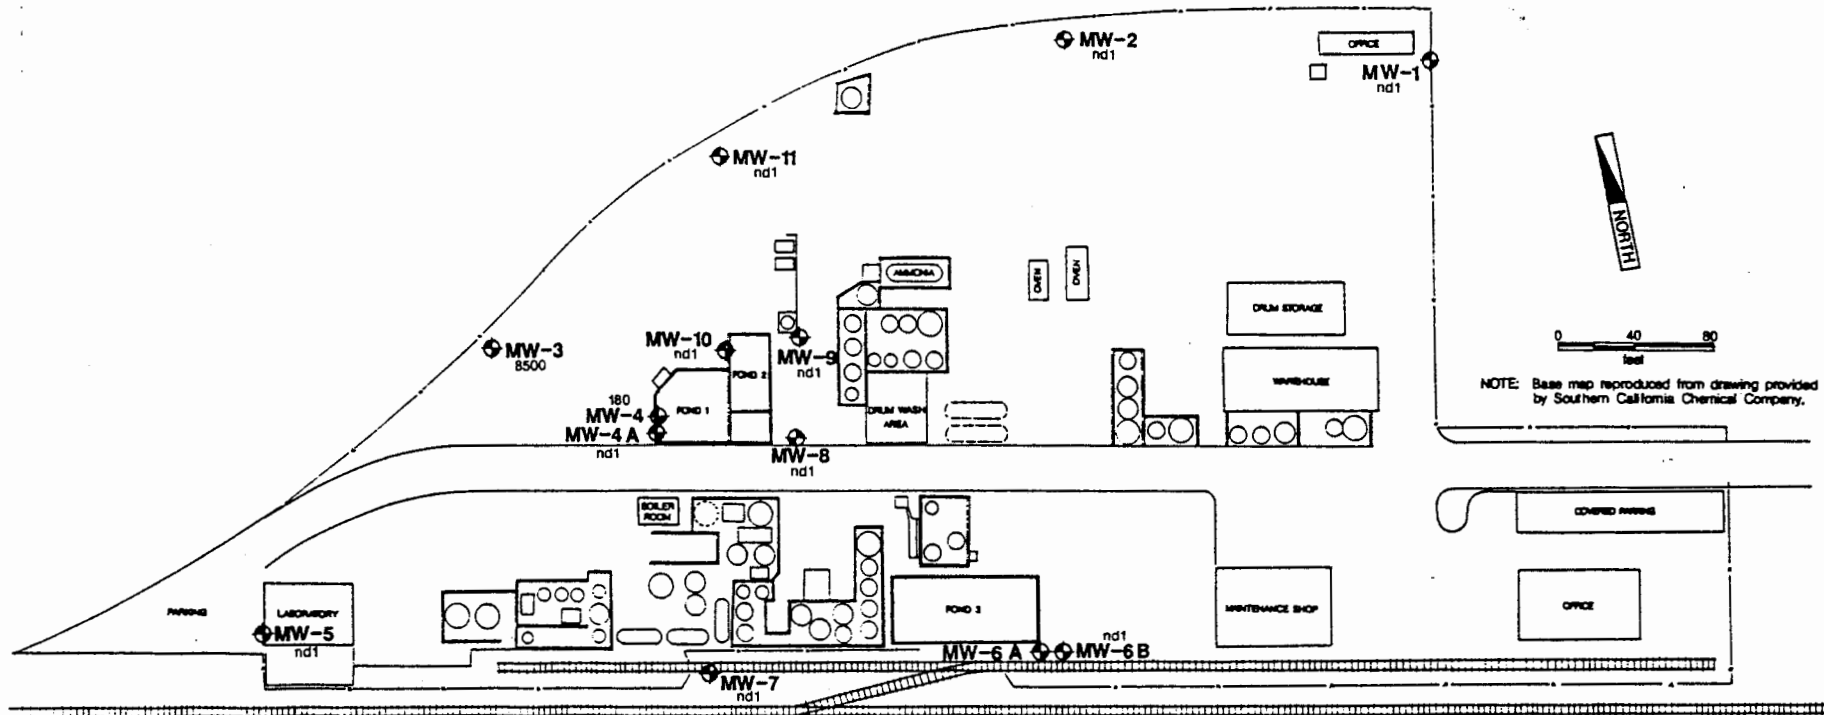 MW-2
nd1
OFFICE
MW-1
nd1
MW-11
nd1
NORTH
AMMONIA
OVEN
OVEN
DRUM STORAGE
0 40 80
feet
MW-3
8500
MW-10
nd1
POND 2
MW-9
nd1
WAREHOUSE
NOTE: Base map reproduced from drawing provided
by Southern California Chemical Company.
180
MW-4
POND 1
DRUM WASH
AREA
MW-4A
nd1
MW-8
nd1
BOILER
ROOM
COVERED PARKING
PARKING
LABORATORY
POND 3
MAINTENANCE SHOP
OFFICE
MW-5
nd1
MW-6A
nd1
MW-6B
MW-7
nd1